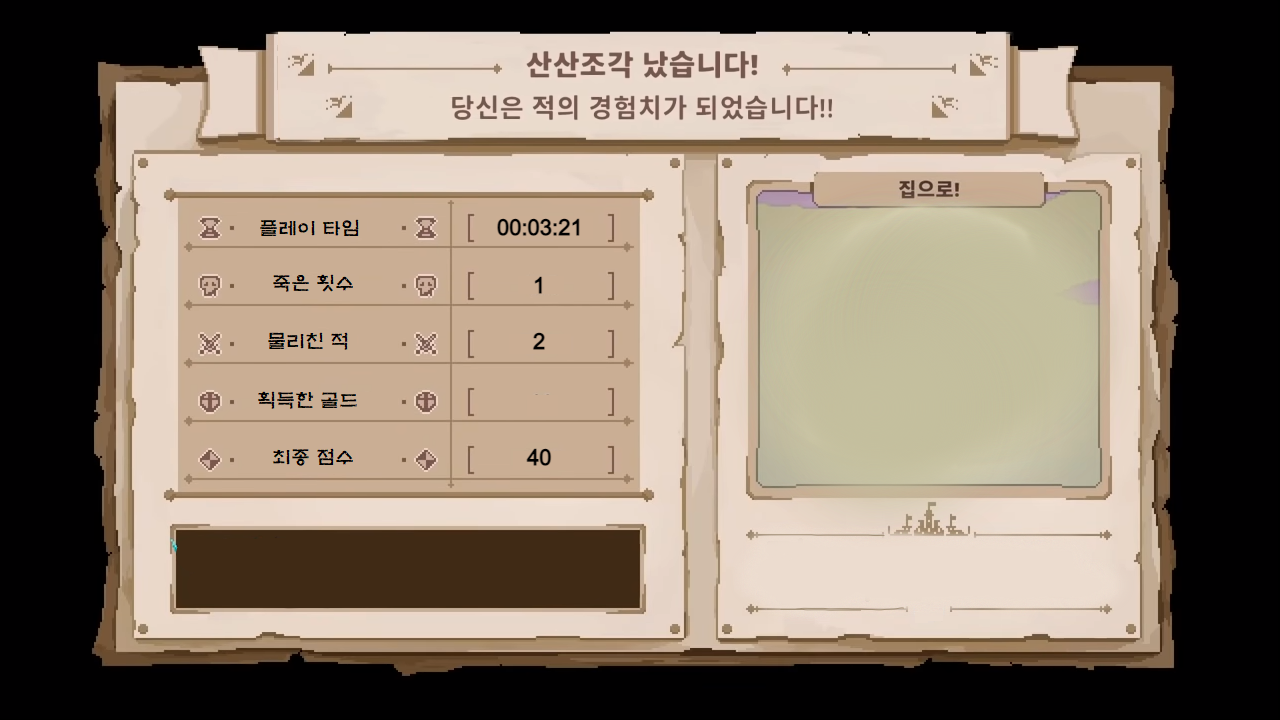 산산조각 났습니다!
당신은 적의 경험치가 되었습니다!!
플레이 타임 [ 00:03:21 ]
죽은 횟수 [ 1 ]
물리친 적 [ 2 ]
획득한 골드 [ ]
최종 점수 [ 40 ]
집으로!